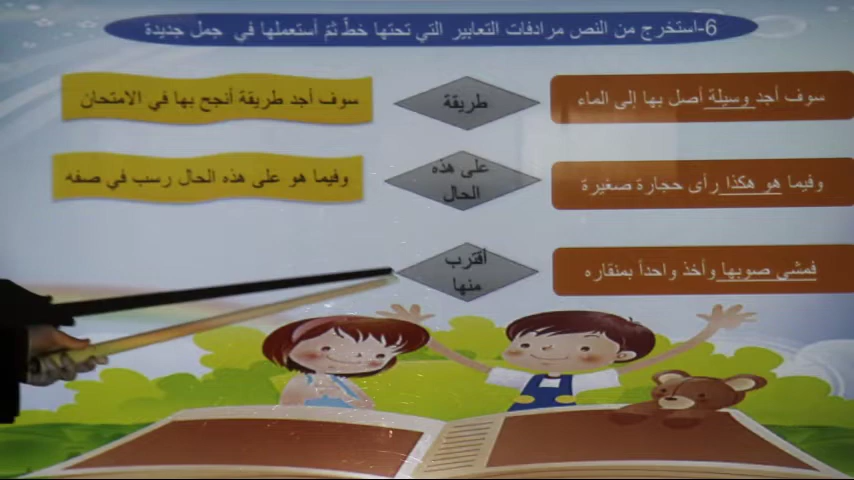 6-استخرج من النص مرادفات التعابير التي تحتها خطّ ثمّ أستعملها في جمل جديدة
سوف أجد وسيلة أصل بها إلى الماء
طريقة
سوف أجد طريقة أنجح بها في الامتحان
وفيما هو هكذا رأى حجارة صغيرة
على هذه
الحال
وفيما هو على هذه الحال رسب في صفه
فمشى صوبها وأخذ واحداً بمنقاره
أقترب
منها